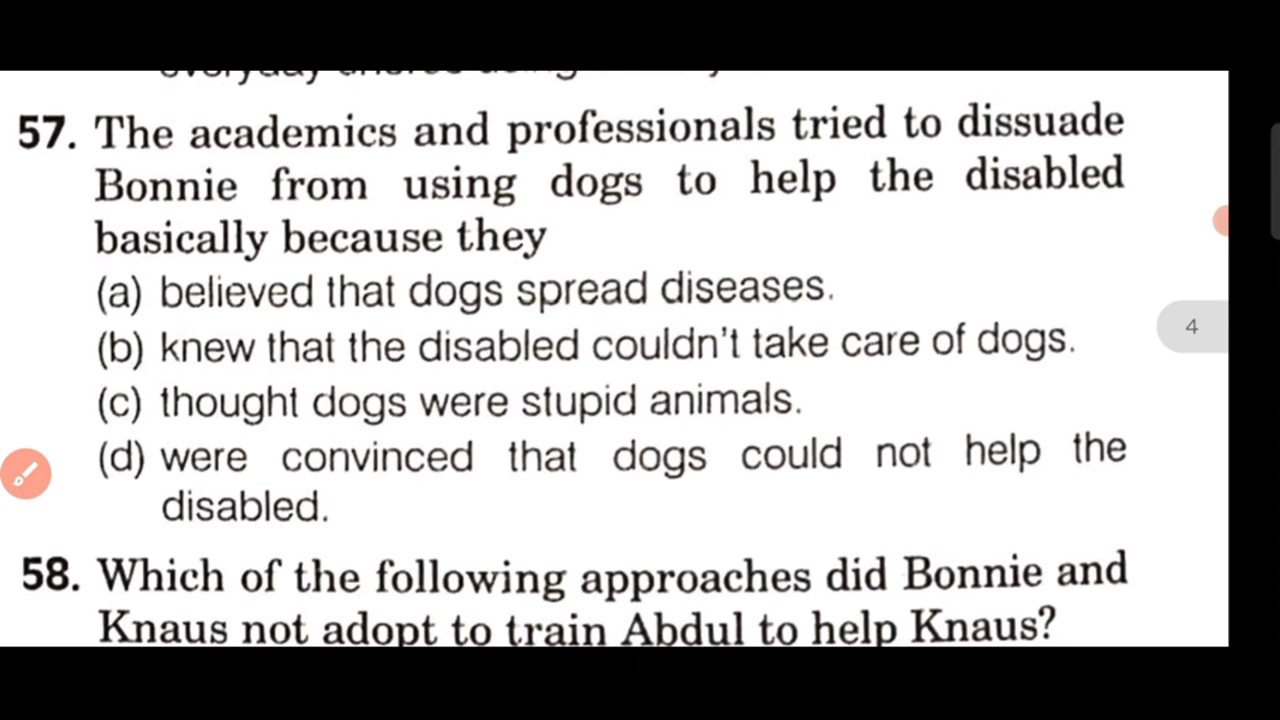 57. The academics and professionals tried to dissuade
Bonnie from using dogs to help the disabled
basically because they
(a) believed that dogs spread diseases.
(b) knew that the disabled couldn't take care of dogs.
(c) thought dogs were stupid animals.
(d) were convinced that dogs could not help the
disabled.
4
58. Which of the following approaches did Bonnie and
Knaus not adopt to train Abdul to help Knaus?